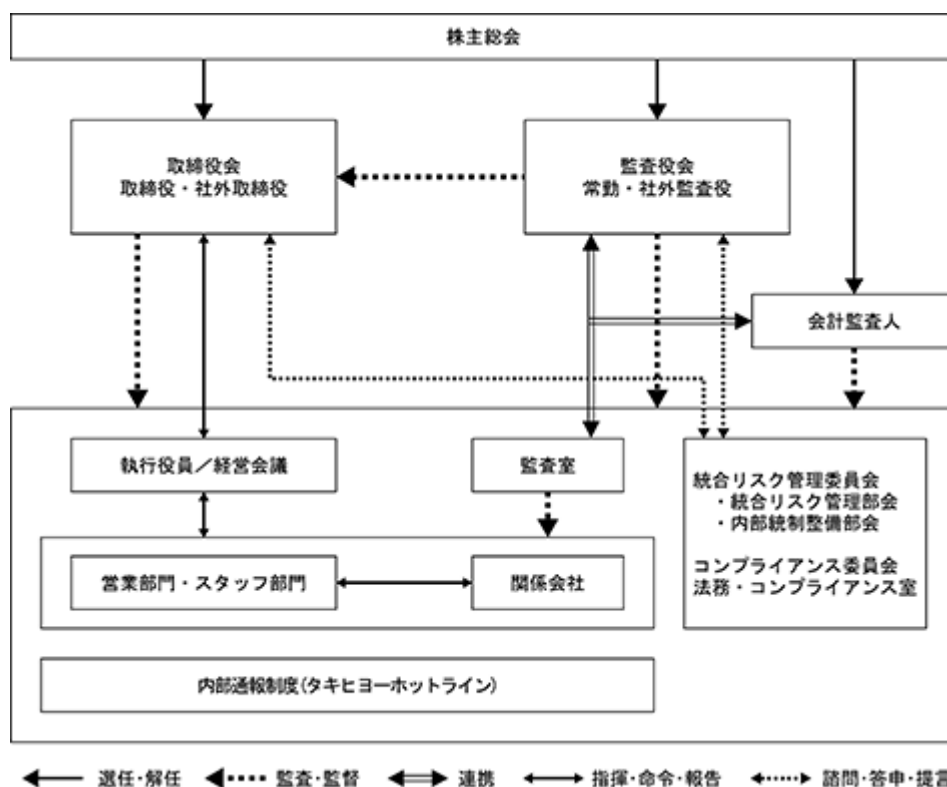 株主総会
取締役会
取締役・社外取締役
監査役会
常勤・社外監査役
会計監査人
執行役員／経営会議
監査室
統合リスク管理委員会
・統合リスク管理部会
・内部統制整備部会
コンプライアンス委員会
法務・コンプライアンス室
営業部門・スタッフ部門
関係会社
内部通報制度(タキヒヨーホットライン)
選任・解任
監査・監督
連携
指揮・命令・報告
諮問・答申・提言